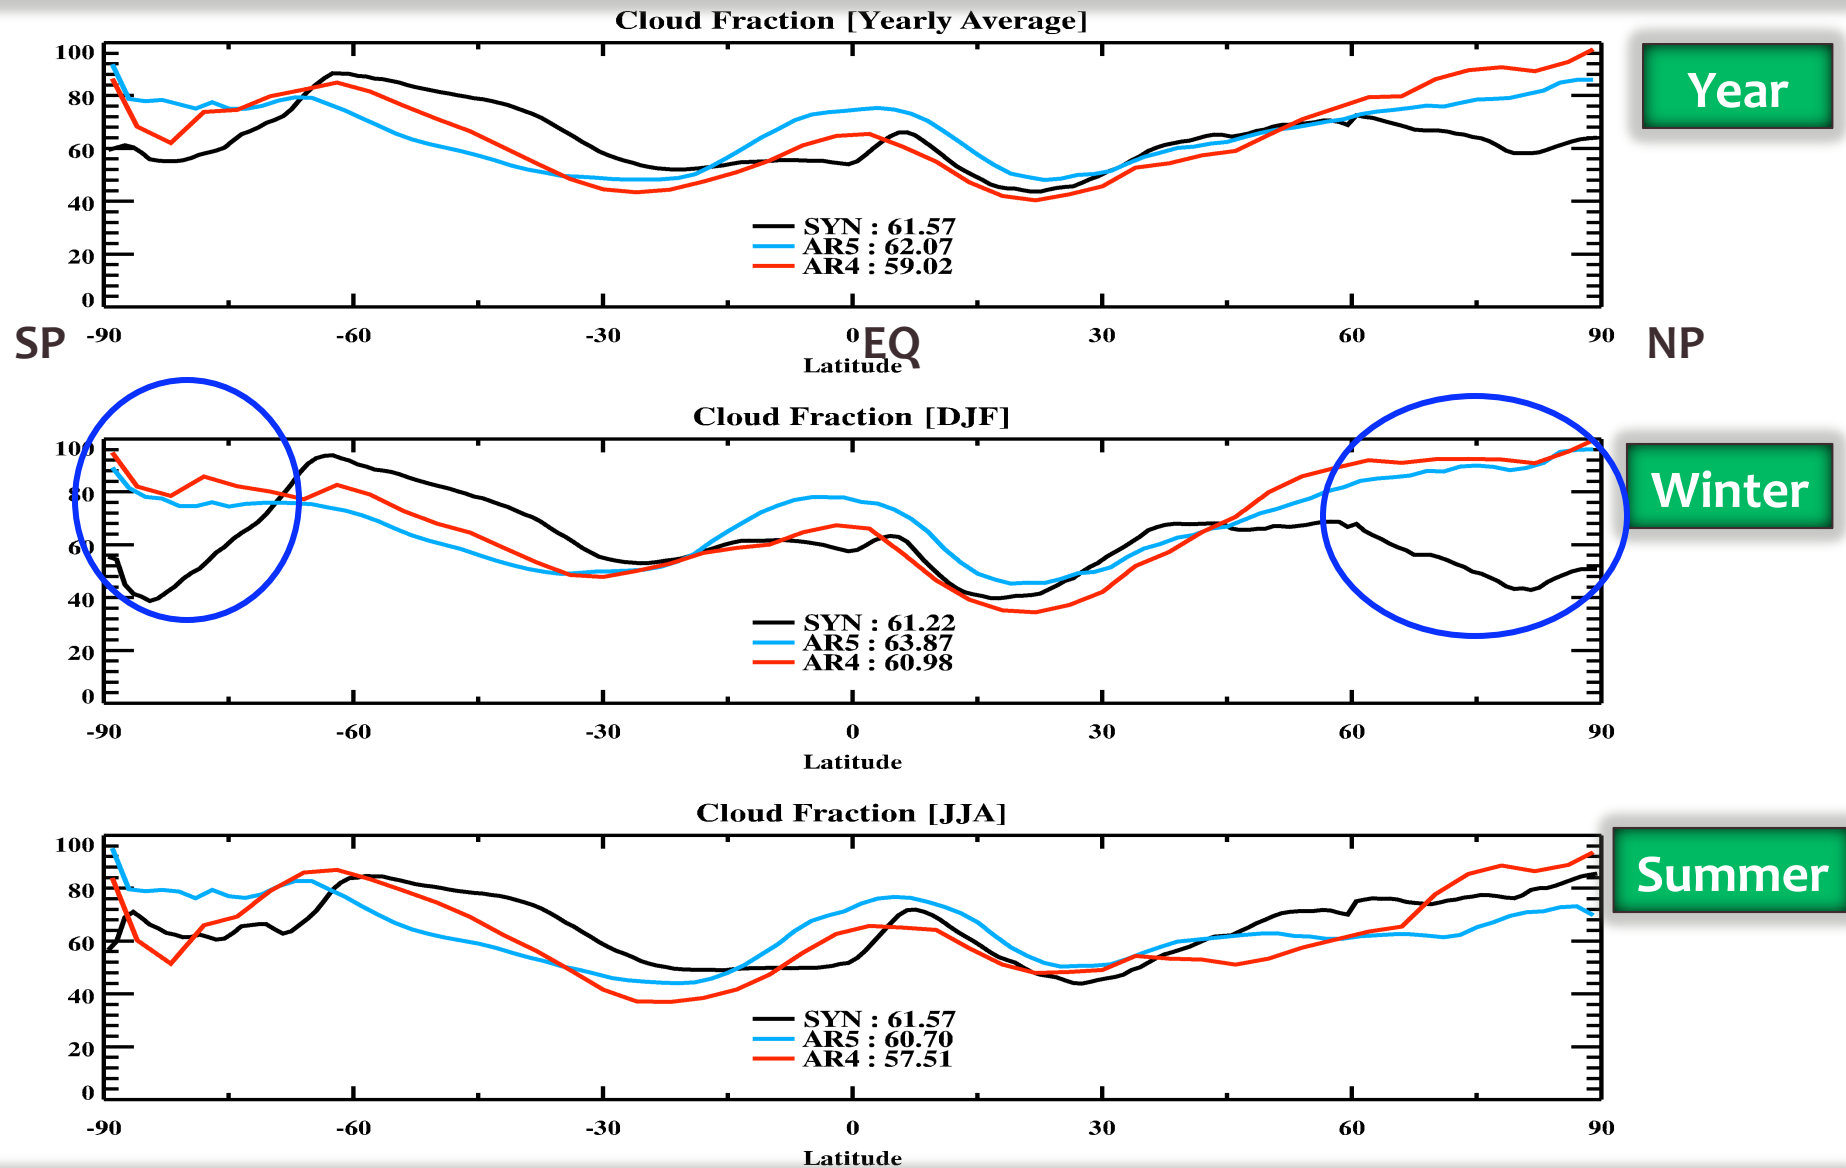 Cloud Fraction [Yearly Average]
Year
100
80
60
40
20
0
SYN : 61.57
AR5 : 62.07
AR4 : 59.02
-90 -60 -30 0 30 60 90
SP EQ NP
Latitude
Cloud Fraction [DJF]
Winter
100
80
60
40
20
0
SYN : 61.22
AR5 : 63.87
AR4 : 60.98
-90 -60 -30 0 30 60 90
Latitude
Cloud Fraction [JJA]
Summer
100
80
60
40
20
0
SYN : 61.57
AR5 : 60.70
AR4 : 57.51
-90 -60 -30 0 30 60 90
Latitude